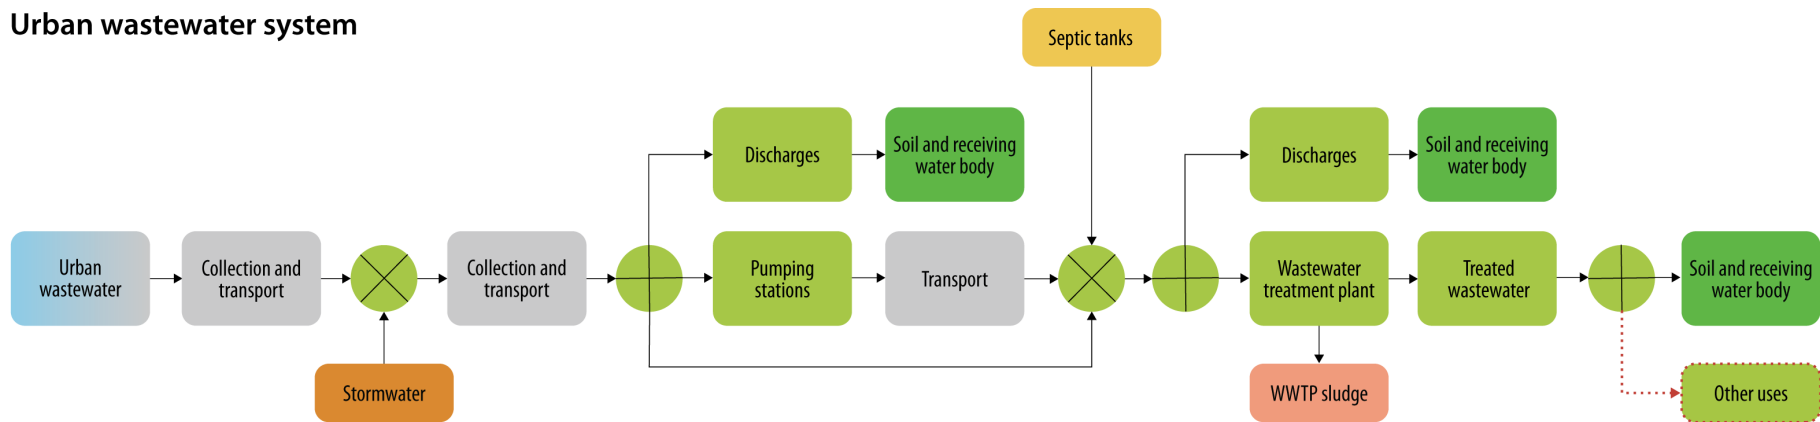 Urban wastewater system
Septic tanks
Discharges
Soil and receiving
water body
Discharges
Soil and receiving
water body
Urban
wastewater
Collection and
transport
Collection and
transport
Pumping
stations
Transport
Wastewater
treatment plant
Treated
wastewater
Soil and receiving
water body
Stormwater
WWTP sludge
Other uses